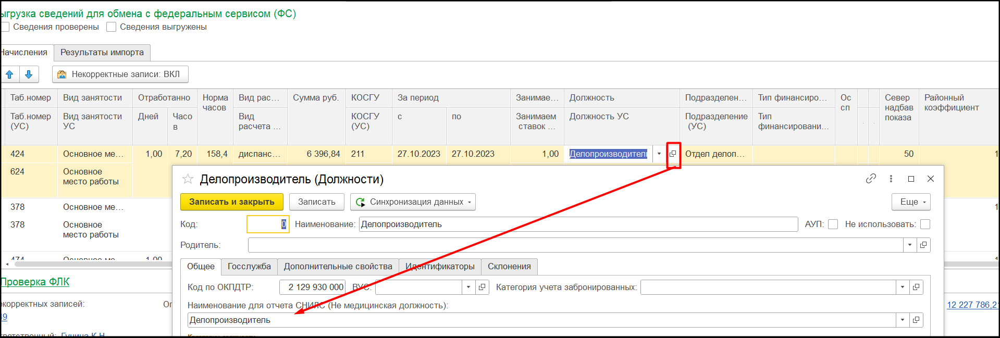 ыгрузка сведений для обмена с федеральным сервисом (ФС)
Сведения проверены Сведения выгружены
Начисления Результаты импорта
Некорректные записи: ВКЛ
Таб.номер Вид занятости Отработанно Норма часов Вид рас... Сумма руб. КОСГУ За период Занимае... Должность Подразделен... Тип финансиро... Ос сп Север надбав показа Районный коэффициент
Таб.номер (УС) Вид занятости УС Дней Часо в Вид расчета ... КОСГУ (УС) с по Занимаем ставок ... Должность УС Подразделение (УС) Тип финансировани...
424 Основное ме... 1,00 7,20 158,4 диспанс... 6 396,84 211 27.10.2023 27.10.2023 1,00 Делопроизводитель Отдел делоп... 50 1
624 Основное место работы
378 Основное ме... 1
378 Основное место работы
474 Основное ме 1,00
Делопроизводитель (Должности)
Записать и закрыть Записать Синхронизация данных Еще
Код: 0 Наименование: Делопроизводитель АУП: Не использовать:
Родитель:
Общее Госслужба Дополнительные свойства Идентификаторы Склонения
Код по ОКПДТР: 2 129 930 000 ВУС: Категория учета забронированных:
Наименование для отчета СНИЛС (Не медицинская должность):
Делопроизводитель
Проверка ФЛК
екорректных записей: Оп
49
12 227 786,21
тветственный: Гунина К.Н.